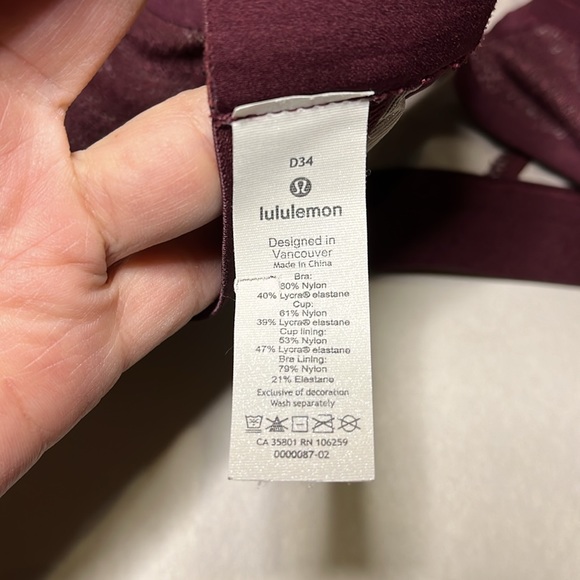 D34
lululemon
Designed in
Vancouver
Made in China
Bra:
60% Nylon
40% Lycra® elastane
Cup:
61% Nylon
39% Lycra® elastane
Cup lining:
53% Nylon
47% Lycra® elastane
Bra Lining:
79% Nylon
21% Elastane
Exclusive of decoration
Wash separately
CA 35801 RN 106259
0000087-02